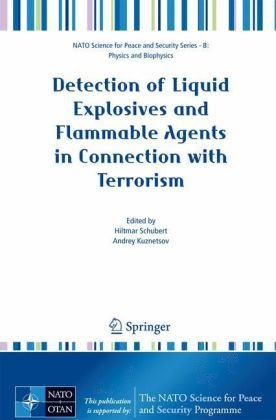 NATO Science for Peace and Security Series - B:
Physics and Biophysics
Detection of Liquid
Explosives and
Flammable Agents
in Connection with
Terrorism
Edited by
Hiltmar Schubert
Andrey Kuznetsov
Springer
NATO
OTAN
This publication
is supported by:
The NATO Science for Peace
and Security Programme